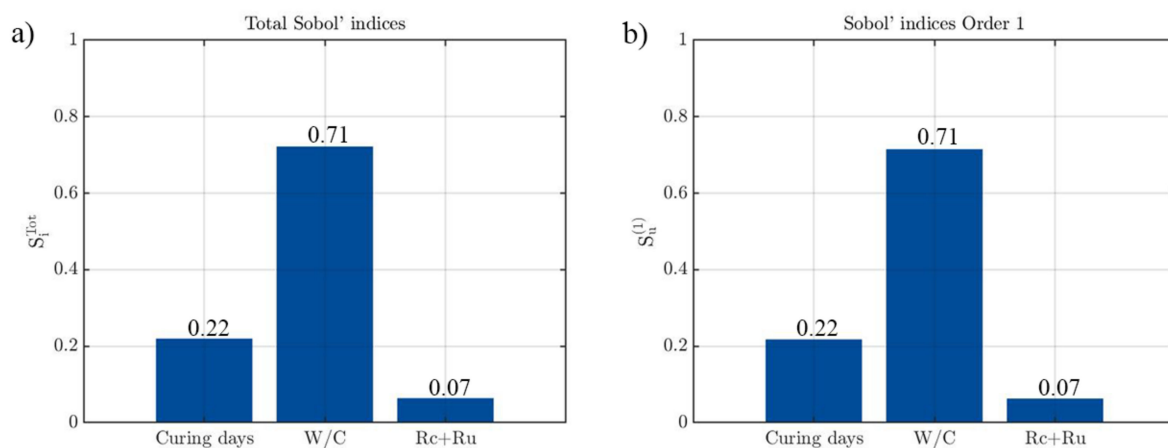 a)
Total Sobol' indices
1
0.8
0.6
0.4
0.2
0
S_i^Tot
0.22
0.71
0.07
Curing days
W/C
Rc+Ru
b)
Sobol' indices Order 1
1
0.8
0.6
0.4
0.2
0
S_u^(1)
0.22
0.71
0.07
Curing days
W/C
Rc+Ru